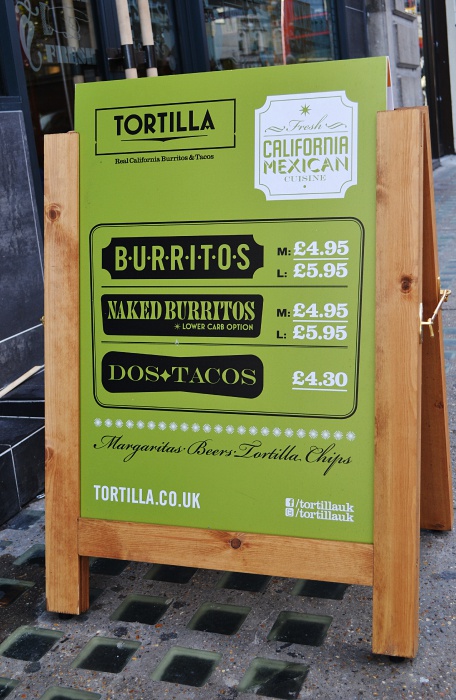 TORTILLA
Real California Burritos & Tacos
Fresh
CALIFORNIA
MEXICAN
CUISINE
B·U·R·R·I·T·O·S
M: £4.95
L: £5.95
NAKED BURRITOS
LOWER CARB OPTION
M: £4.95
L: £5.95
DOS TACOS
£4.30
Margaritas · Beers · Tortilla Chips
TORTILLA.CO.UK
/tortillauk
/tortillauk